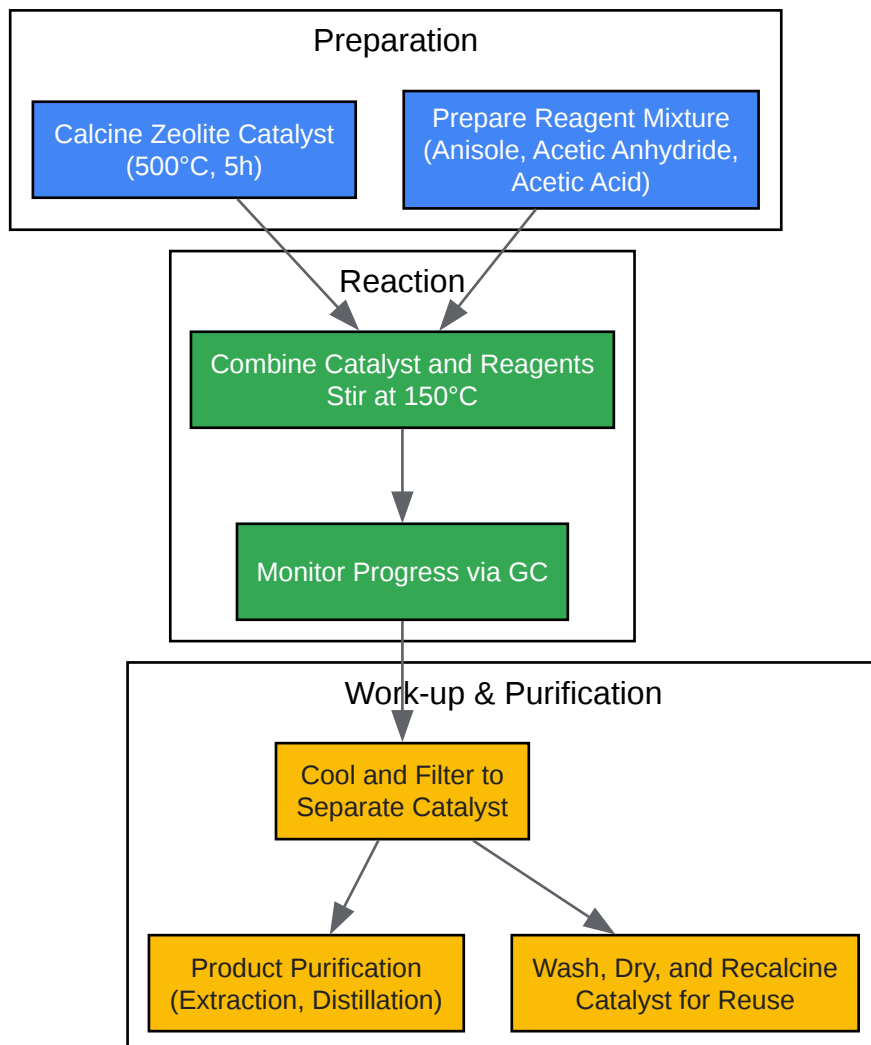 Preparation
Calcine Zeolite Catalyst
(500°C, 5h)
Prepare Reagent Mixture
(Anisole, Acetic Anhydride,
Acetic Acid)
Reaction
Combine Catalyst and Reagents
Stir at 150°C
Monitor Progress via GC
Work-up & Purification
Cool and Filter to
Separate Catalyst
Product Purification
(Extraction, Distillation)
Wash, Dry, and Recalcine
Catalyst for Reuse